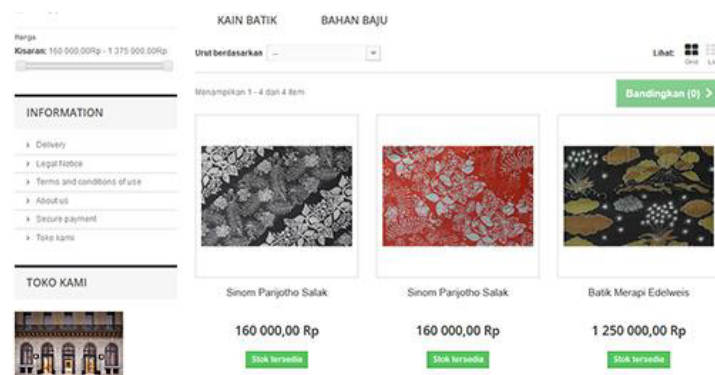 KAIN BATIK BAHAN BAJU
Harga
Kisaran: 160 000,00Rp - 1 375 000,00Rp
Urut berdasarkan --
Lihat:
Grid
Menampilkan 1 - 4 dari 4 item
Bandingkan (0)
INFORMATION
Delivery
Legal Notice
Terms and conditions of use
About us
Secure payment
Toko kami
TOKO KAMI
Sinom Parijotho Salak
160 000,00 Rp
Stok tersedia
Sinom Parijotho Salak
160 000,00 Rp
Stok tersedia
Batik Merapi Edelweis
1 250 000,00 Rp
Stok tersedia